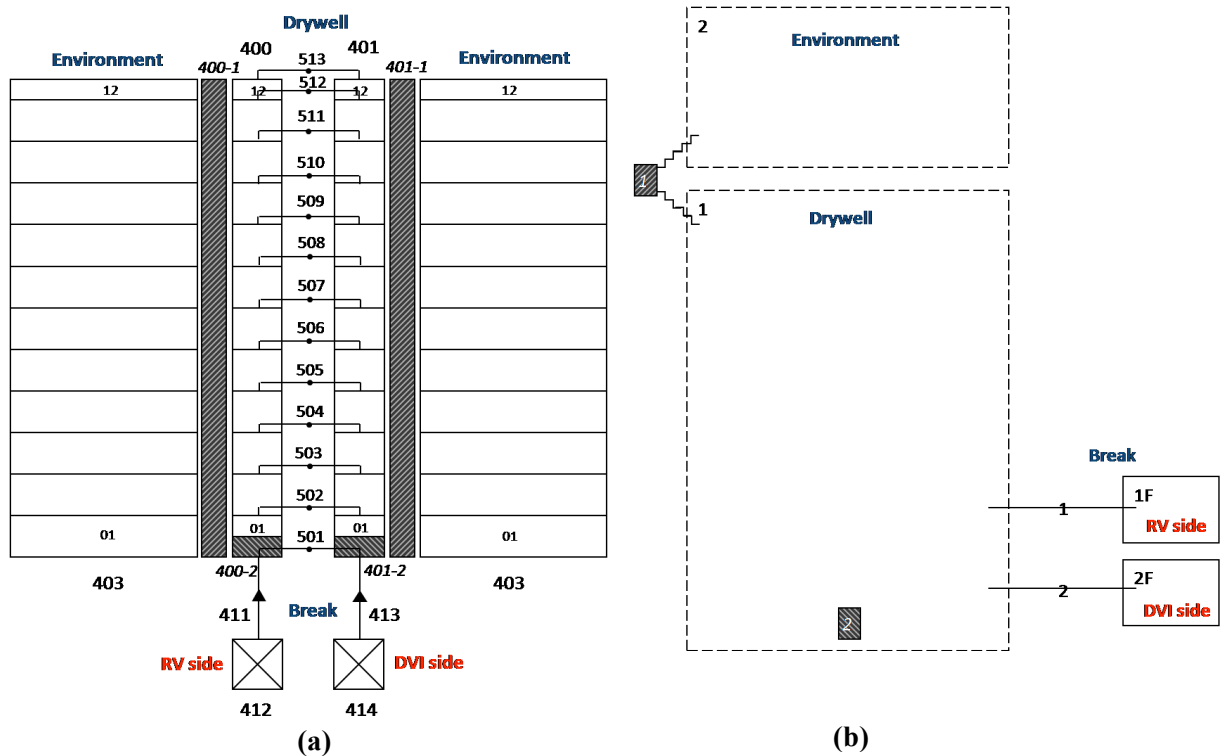 Drywell
400 401
Environment 400-1 513 401-1 Environment
512
12 12 12 12
511
510
509
508
507
506
505
504
503
502
01 01 01 01
501
403 400-2 401-2 403
411 Break 413
RV side DVI side
412 414
(a)
2
Environment
1
1
Drywell
Break
1F
1
RV side
2F
2
DVI side
2
(b)